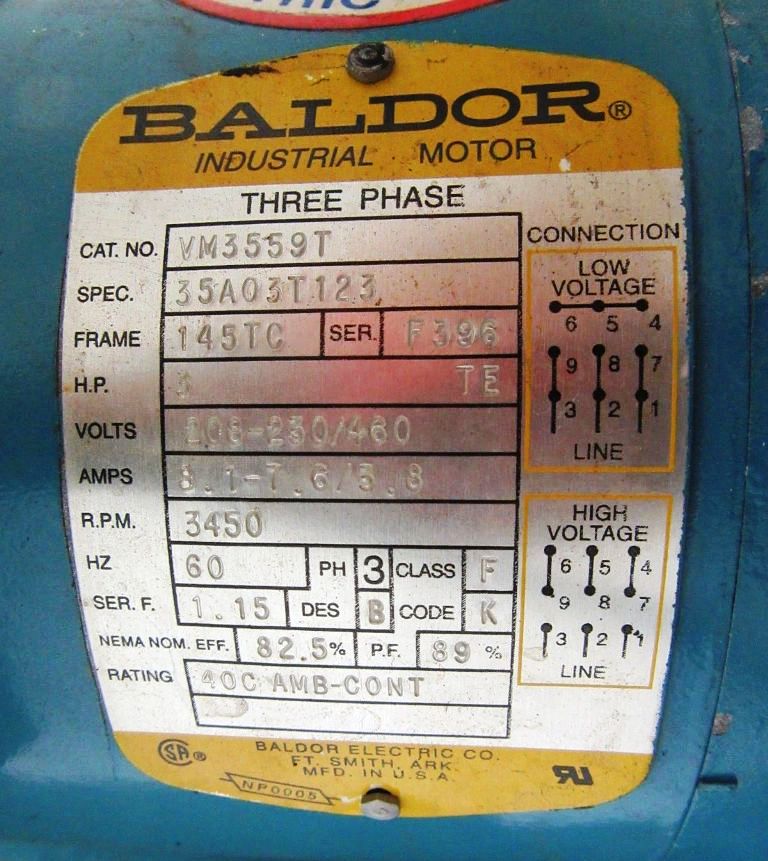 BALDOR®
INDUSTRIAL MOTOR
THREE PHASE
CAT. NO. VM3559T
SPEC. 35A03T123
FRAME 145TC SER. F396
H.P. 3 TE
VOLTS 208-230/460
AMPS 8.1-7.6/3.8
R.P.M. 3450
HZ 60 PH 3 CLASS F
SER. F. 1.15 DES B CODE K
NEMA NOM. EFF. 82.5% P.F. 89 %
RATING 40C AMB-CONT
CONNECTION
LOW
VOLTAGE
6 5 4
9 8 7
3 2 1
LINE
HIGH
VOLTAGE
6 5 4
9 8 7
3 2 1
LINE
SA®
BALDOR ELECTRIC CO.
FT. SMITH, ARK.
MFD. IN U.S.A.
NP0005
RU